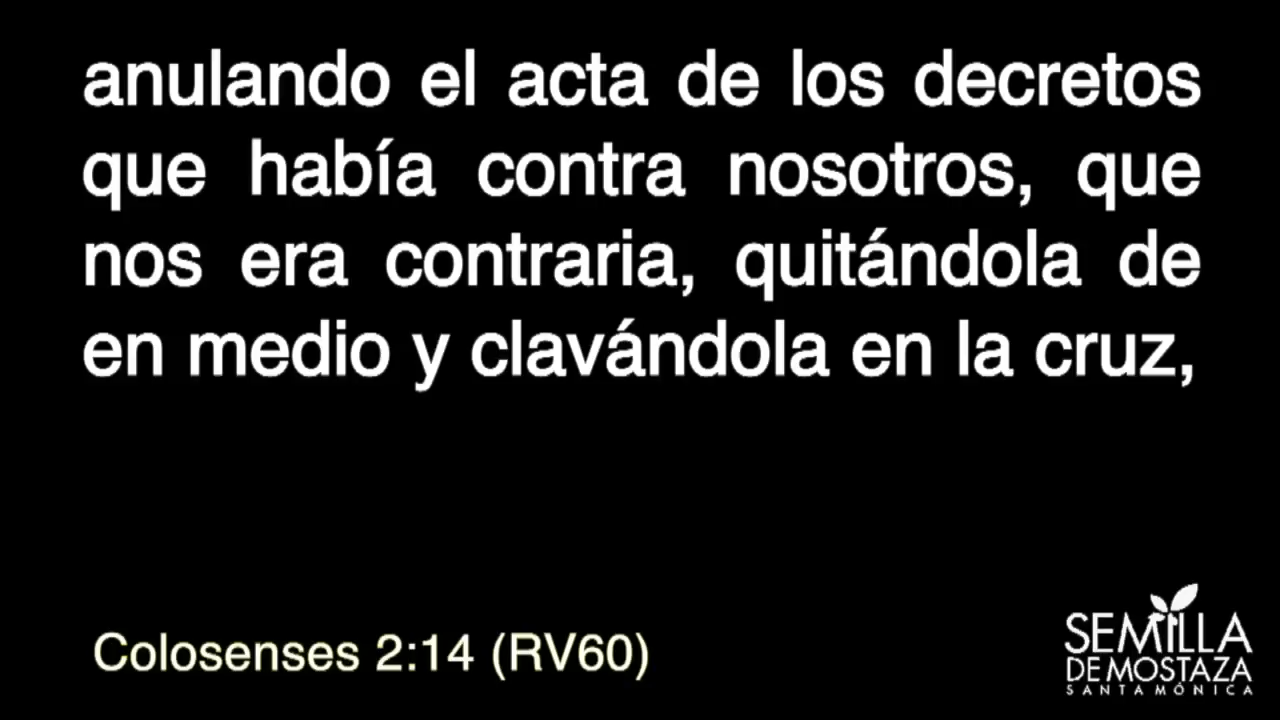 anulando el acta de los decretos
que había contra nosotros, que
nos era contraria, quitándola de
en medio y clavándola en la cruz,
Colosenses 2:14 (RV60)
SEMILLA
DE MOSTAZA
SANTA MÓNICA